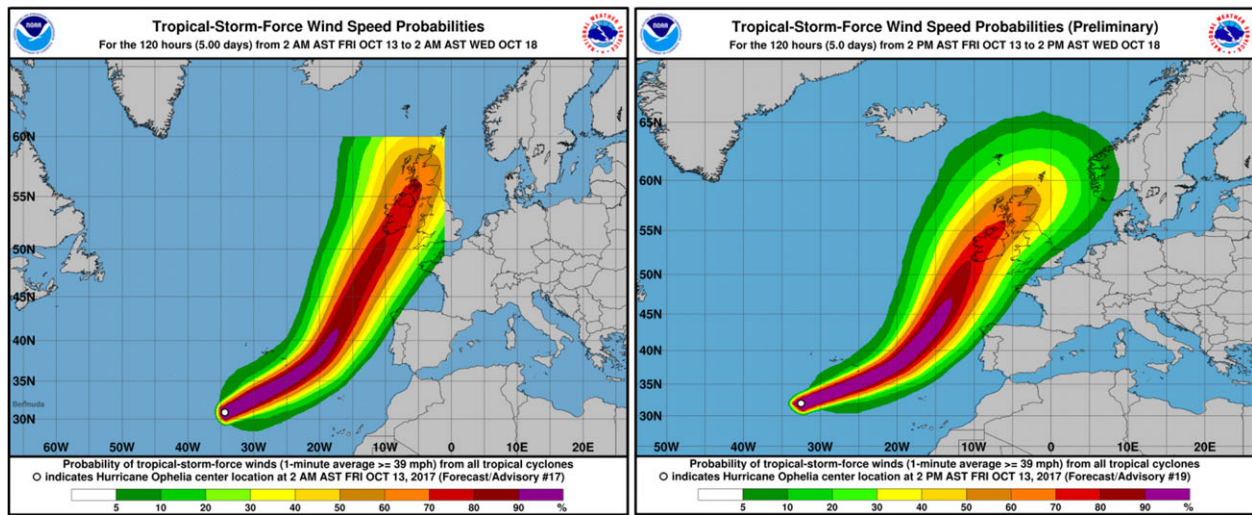 Tropical-Storm-Force Wind Speed Probabilities
For the 120 hours (5.00 days) from 2 AM AST FRI OCT 13 to 2 AM AST WED OCT 18
NOAA
60N
55N
50N
45N
40N
35N
30N
Bermuda
60W
50W
40W
30W
20W
10W
0
10E
20E
Probability of tropical-storm-force winds (1-minute average >= 39 mph) from all tropical cyclones
indicates Hurricane Ophelia center location at 2 AM AST FRI OCT 13, 2017 (Forecast/Advisory #17)
5 10 20 30 40 50 60 70 80 90 %
Tropical-Storm-Force Wind Speed Probabilities (Preliminary)
For the 120 hours (5.0 days) from 2 PM AST FRI OCT 13 to 2 PM AST WED OCT 18
NOAA
65N
60N
55N
50N
45N
40N
35N
30N
50W
40W
30W
20W
10W
0
10E
20E
Probability of tropical-storm-force winds (1-minute average >= 39 mph) from all tropical cyclones
indicates Hurricane Ophelia center location at 2 PM AST FRI OCT 13, 2017 (Forecast/Advisory #19)
5 10 20 30 40 50 60 70 80 90 %